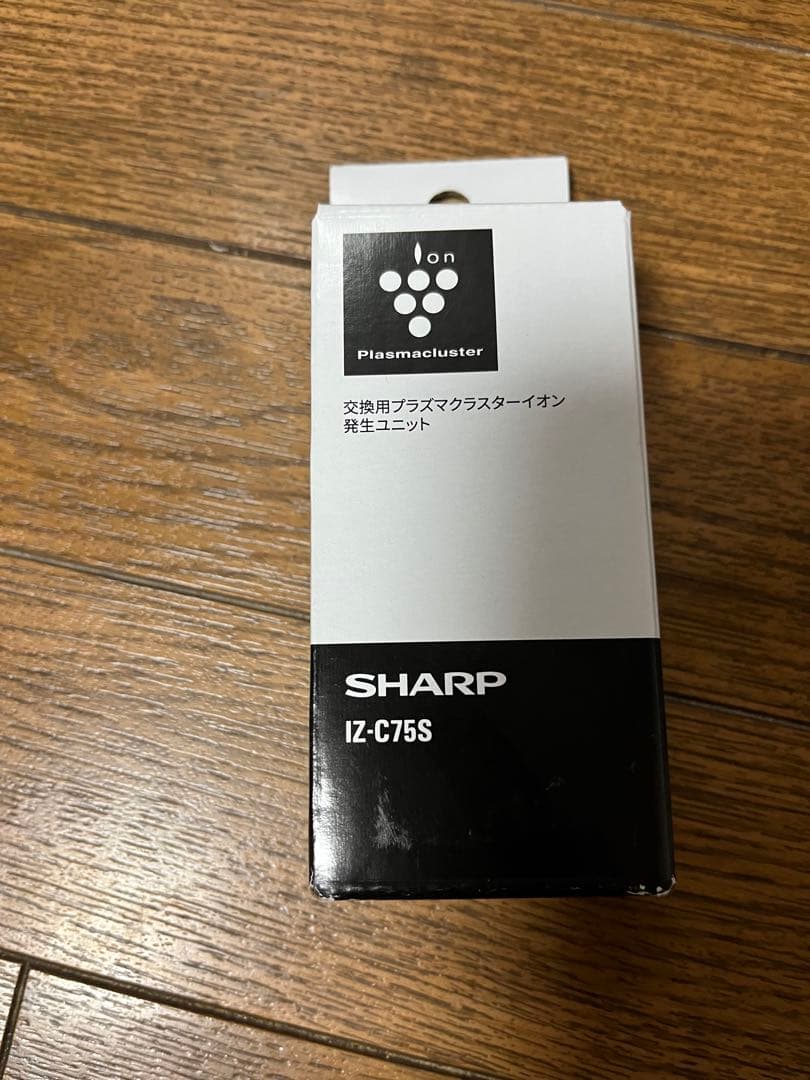 Ion
Plasmacluster
交換用プラズマクラスターイオン
発生ユニット
SHARP
IZ-C75S